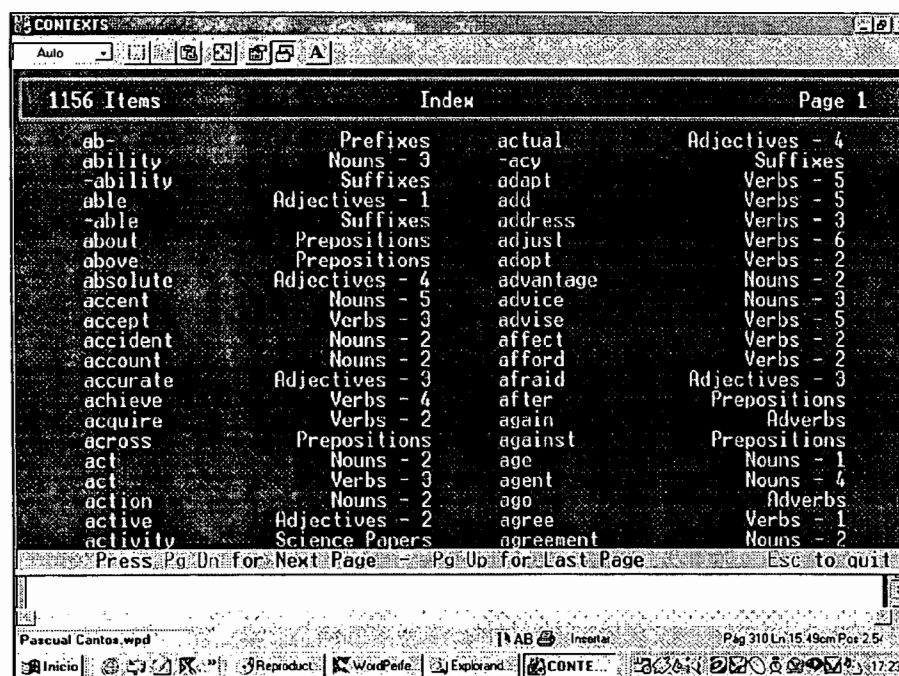 CONTEXTS
Auto
A
1156 Items Index Page 1
ab- Prefixes actual Adjectives - 4
ability Nouns - 3 -acy Suffixes
-ability Suffixes adapt Verbs - 5
able Adjectives - 1 add Verbs - 5
-able Suffixes address Verbs - 3
about Prepositions adjust Verbs - 6
above Prepositions adopt Verbs - 2
absolute Adjectives - 4 advantage Nouns - 2
accent Nouns - 5 advice Nouns - 3
accept Verbs - 3 advise Verbs - 5
accident Nouns - 2 affect Verbs - 2
account Nouns - 2 afford Verbs - 2
accurate Adjectives - 3 afraid Adjectives - 3
achieve Verbs - 4 after Prepositions
acquire Verbs - 2 again Adverbs
across Prepositions against Prepositions
act Nouns - 2 age Nouns - 1
act Verbs - 3 agent Nouns - 4
action Nouns - 2 ago Adverbs
active Adjectives - 2 agree Verbs - 1
activity Science Papers agreement Nouns - 2
Press Pg Dn for Next Page - Pg Up for Last Page Esc to quit
Pascual Cantos.wpd AB Insertar Pág 310 Ln 15.49cm Pos 2.5
Inicio Reproduct... WordPerfe... Explorand... CONTE... 17:23